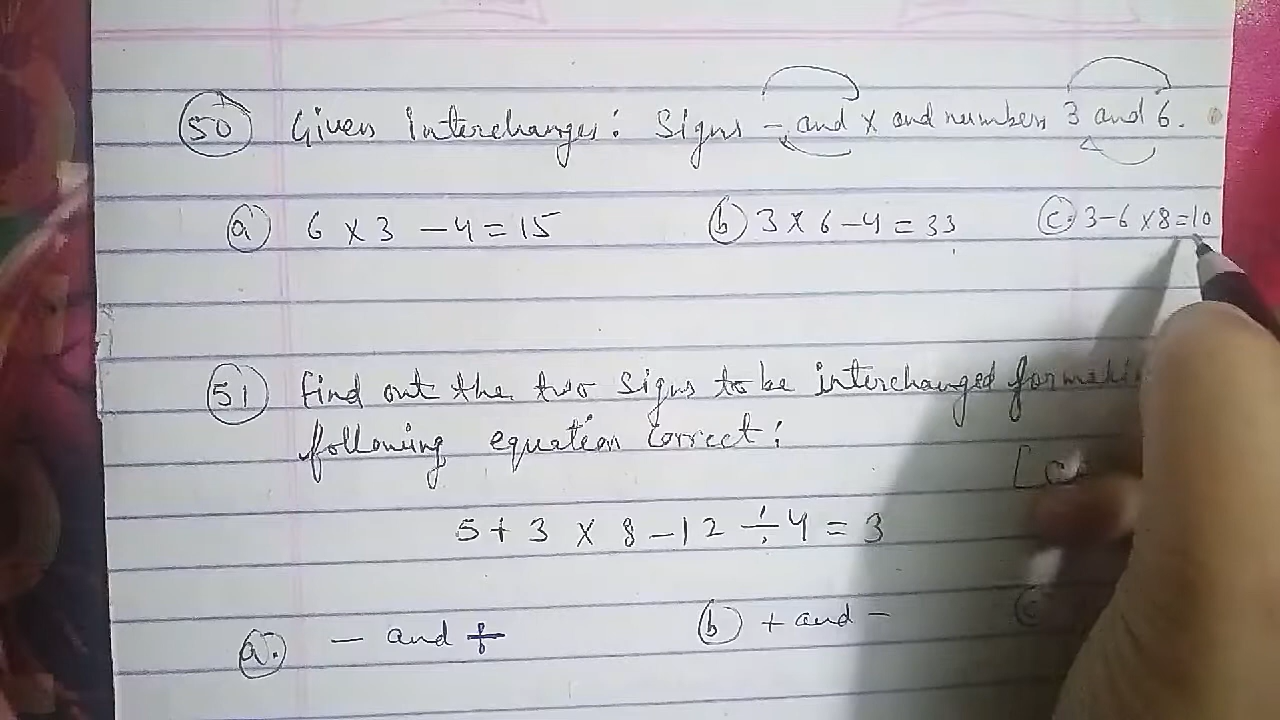 50 Given interchanges: Signs - and × and numbers 3 and 6.
a 6 × 3 - 4 = 15 b 3 × 6 - 4 = 33 c. 3 - 6 × 8 = 10
51 find out the two signs to be interchanged for
following equation correct:
5 + 3 × 8 - 12 ÷ 4 = 3
a. - and ÷ b + and - c